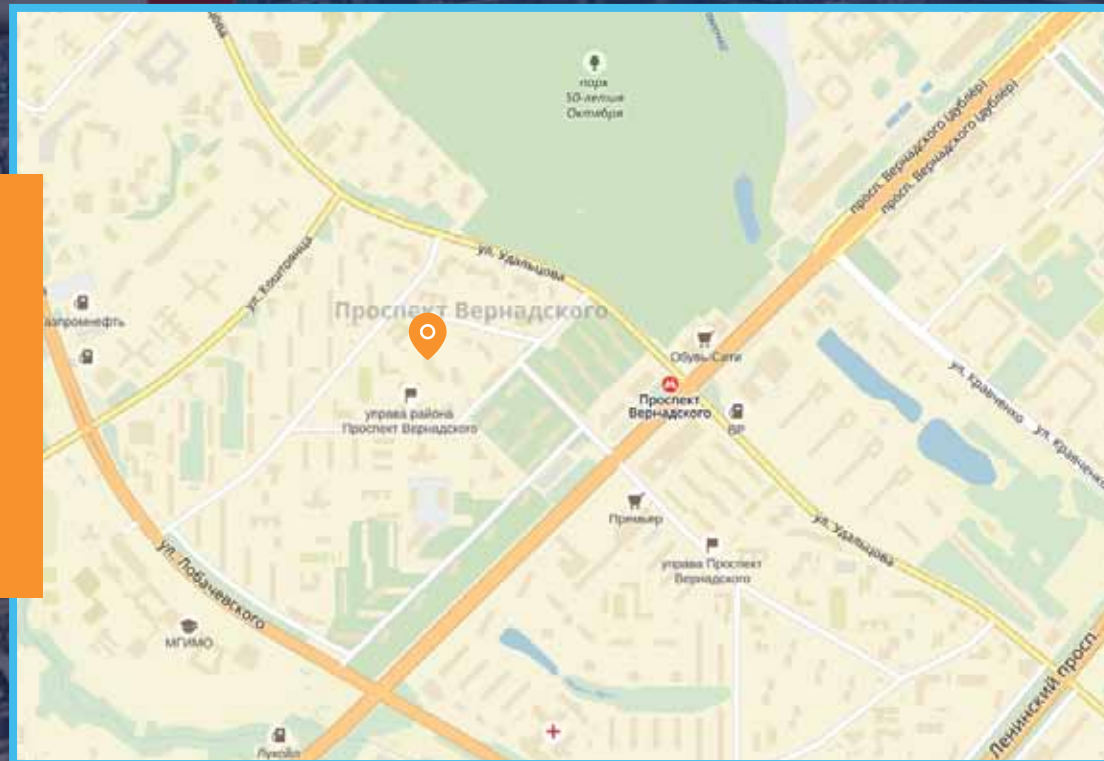 парк
50-летия
Октября
просп. Вернадского (дублёр)
просп. Вернадского (дублёр)
ул. Удальцова
ул. Коштоянца
Проспект Вернадского
азпромнефть
Обувь Сити
Проспект
Вернадского
BP
ул. Кравченко
ул. Кравченко
управа района
Проспект Вернадского
Премьер
ул. Удальцова
управа Проспект
Вернадского
ул. Лобачевского
МГИМО
Ленинский просп.
Лукойл